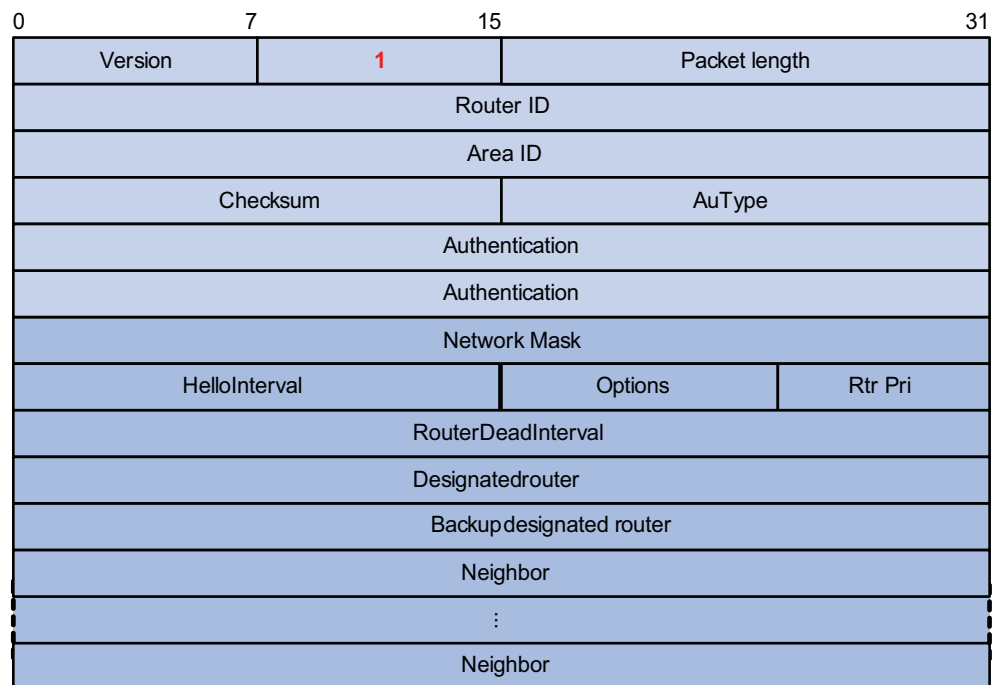 0 7 15 31
Version 1 Packet length
Router ID
Area ID
Checksum AuType
Authentication
Authentication
Network Mask
HelloInterval Options Rtr Pri
RouterDeadInterval
Designatedrouter
Backupdesignated router
Neighbor
⋮
Neighbor